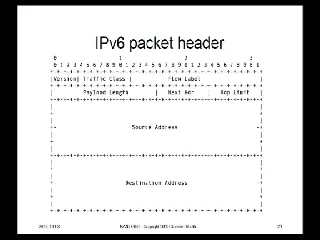 IPv6 packet header
0 1 2 3
0 1 2 3 4 5 6 7 8 9 0 1 2 3 4 5 6 7 8 9 0 1 2 3 4 5 6 7 8 9 0 1
|Version| Traffic Class | Flow Label |
| Payload Length | Next Hdr | Hop Limit |
Source Address
Destination Address